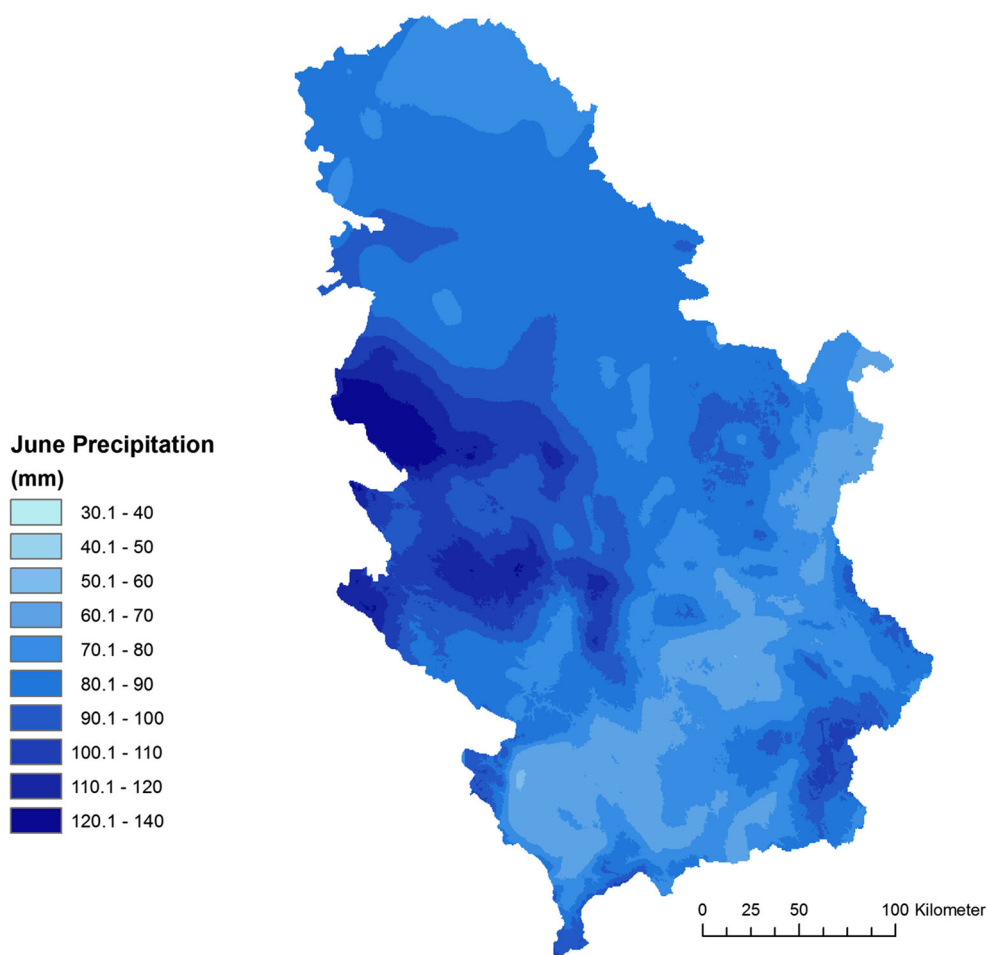 June Precipitation
(mm)
30.1 - 40
40.1 - 50
50.1 - 60
60.1 - 70
70.1 - 80
80.1 - 90
90.1 - 100
100.1 - 110
110.1 - 120
120.1 - 140
0 25 50 100 Kilometer